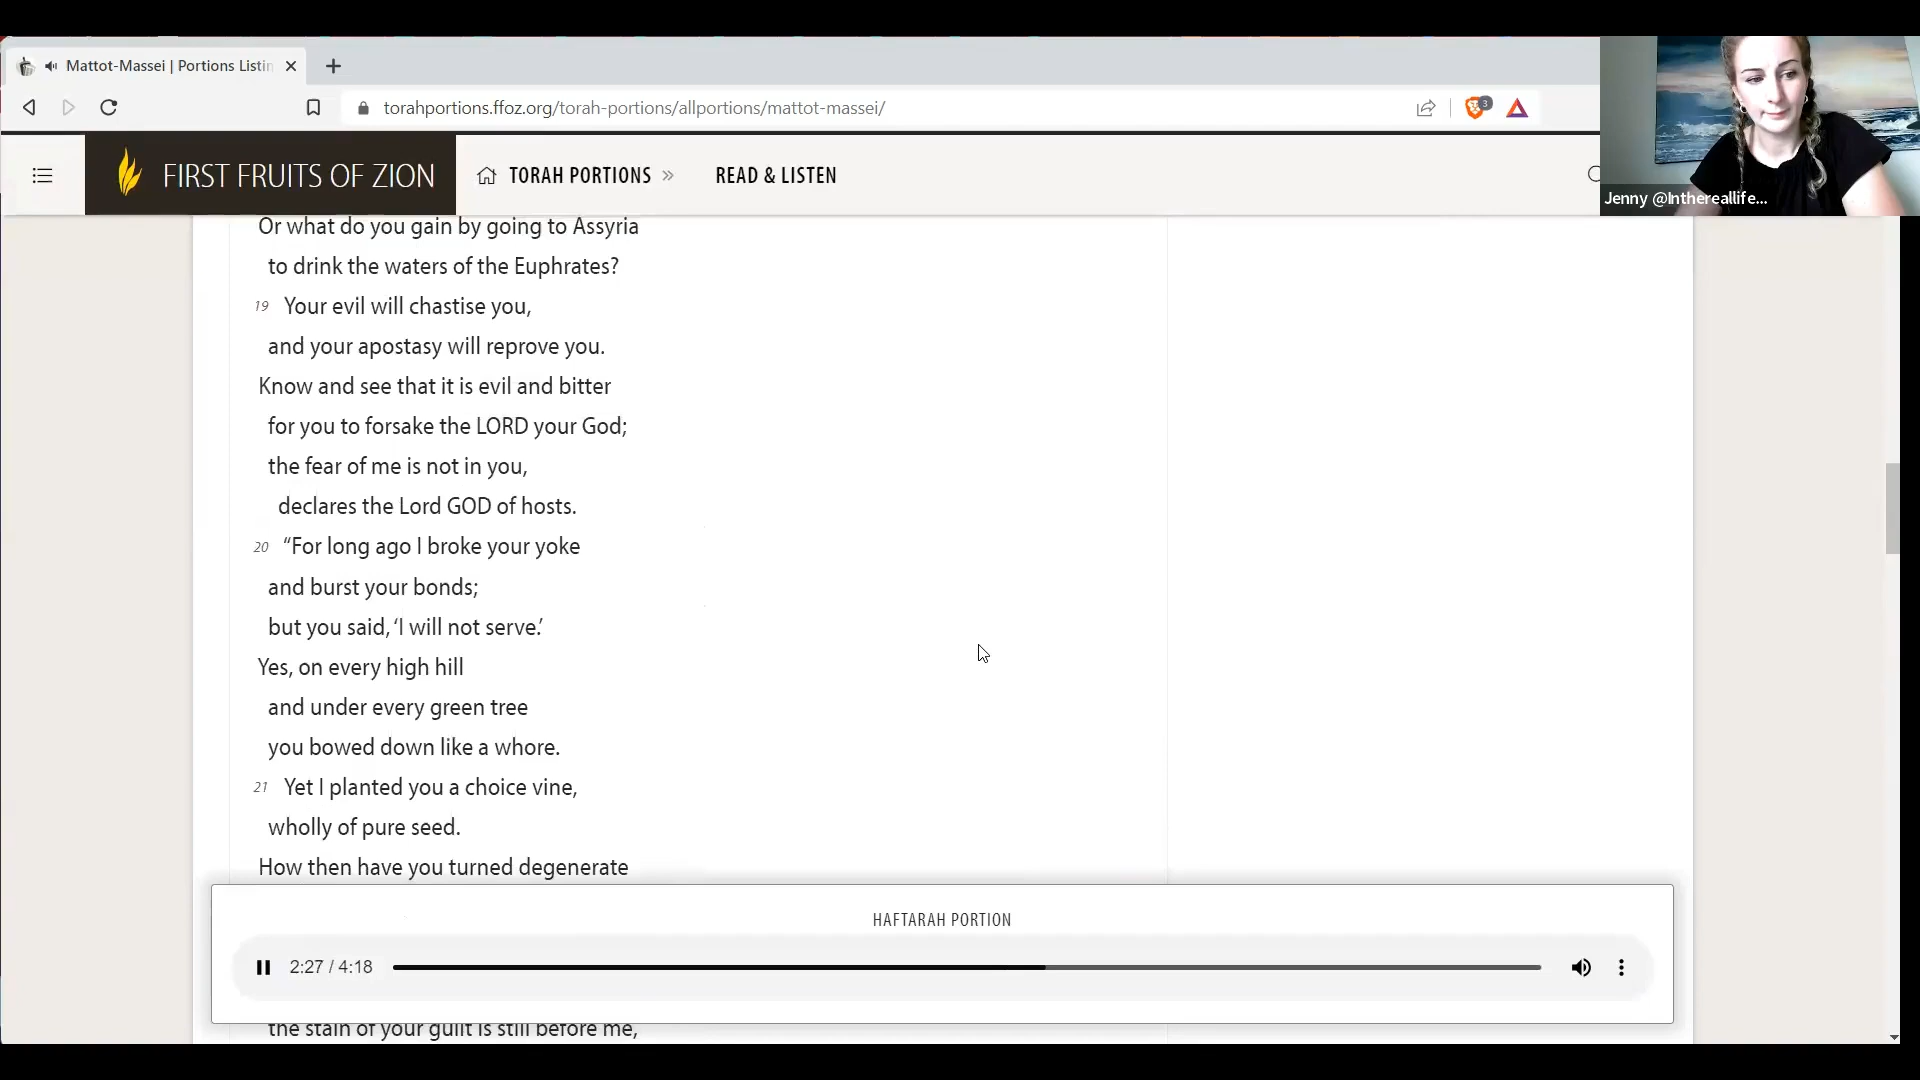 Mattot-Massei | Portions Listin
torahportions.ffoz.org/torah-portions/allportions/mattot-massei/
3
FIRST FRUITS OF ZION
TORAH PORTIONS »
READ & LISTEN
Jenny @Inthereallife...
Or what do you gain by going to Assyria
to drink the waters of the Euphrates?
19 Your evil will chastise you,
and your apostasy will reprove you.
Know and see that it is evil and bitter
for you to forsake the LORD your God;
the fear of me is not in you,
declares the Lord GOD of hosts.
20 “For long ago I broke your yoke
and burst your bonds;
but you said, ‘I will not serve.’
Yes, on every high hill
and under every green tree
you bowed down like a whore.
21 Yet I planted you a choice vine,
wholly of pure seed.
How then have you turned degenerate
HAFTARAH PORTION
2:27 / 4:18
the stain of your guilt is still before me,